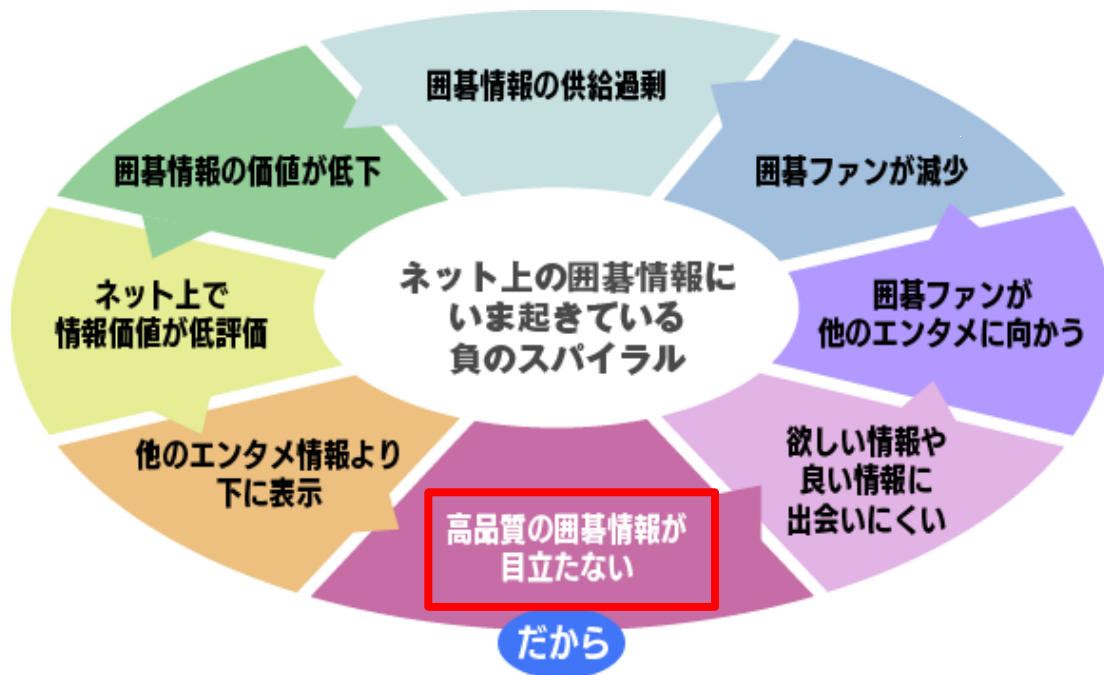 囲碁情報の供給過剰
囲碁情報の価値が低下
囲碁ファンが減少
ネット上の囲碁情報に
いま起きている
負のスパイラル
ネット上で
情報価値が低評価
囲碁ファンが
他のエンタメに向かう
他のエンタメ情報より
下に表示
欲しい情報や
良い情報に
出会いにくい
高品質の囲碁情報が
目立たない
だから